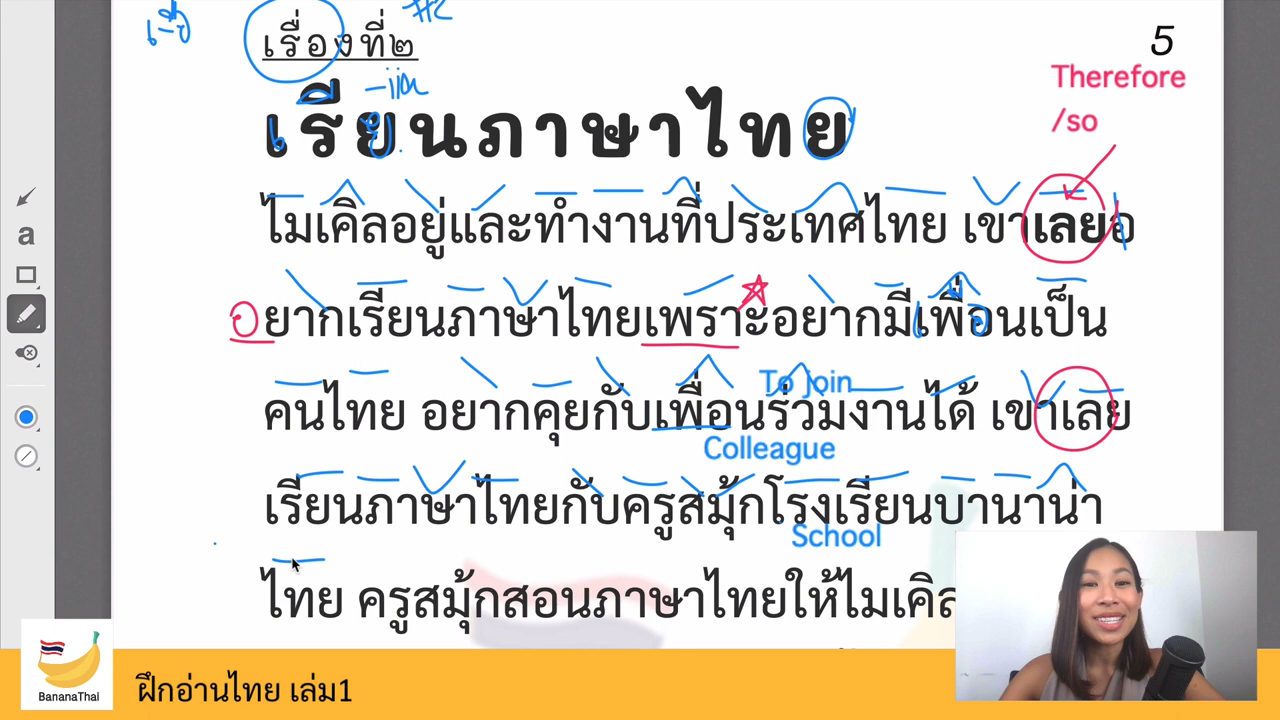 #2
เรื่องที่๒
5
-iia
Therefore
/so
เรียนภาษาไทย
ไมเคิลอยู่และทำงานที่ประเทศไทย เขาเลยอ
อยากเรียนภาษาไทยเพราะอยากมีเพื่อนเป็น
To join
คนไทย อยากคุยกับเพื่อนร่วมงานได้ เขาเลย
Colleague
เรียนภาษาไทยกับครูสมุ้กโรงเรียนบานาน่า
School
ไทย ครูสมุ้กสอนภาษาไทยให้ไมเคิล
BananaThai
ฝึกอ่านไทย เล่ม1
a